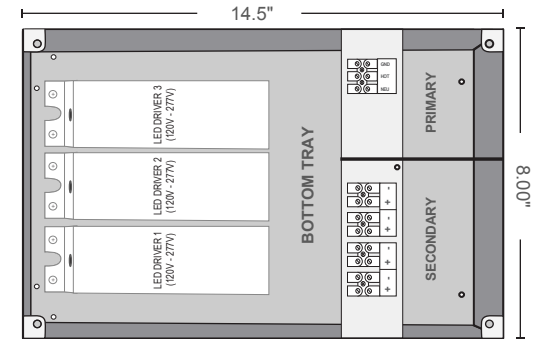 14.5"
GND
HOT
NEU
PRIMARY
LED DRIVER 3
(120V - 277V)
LED DRIVER 2
(120V - 277V)
LED DRIVER 1
(120V - 277V)
BOTTOM TRAY
-
+
-
+
-
+
-
+
SECONDARY
8.00"